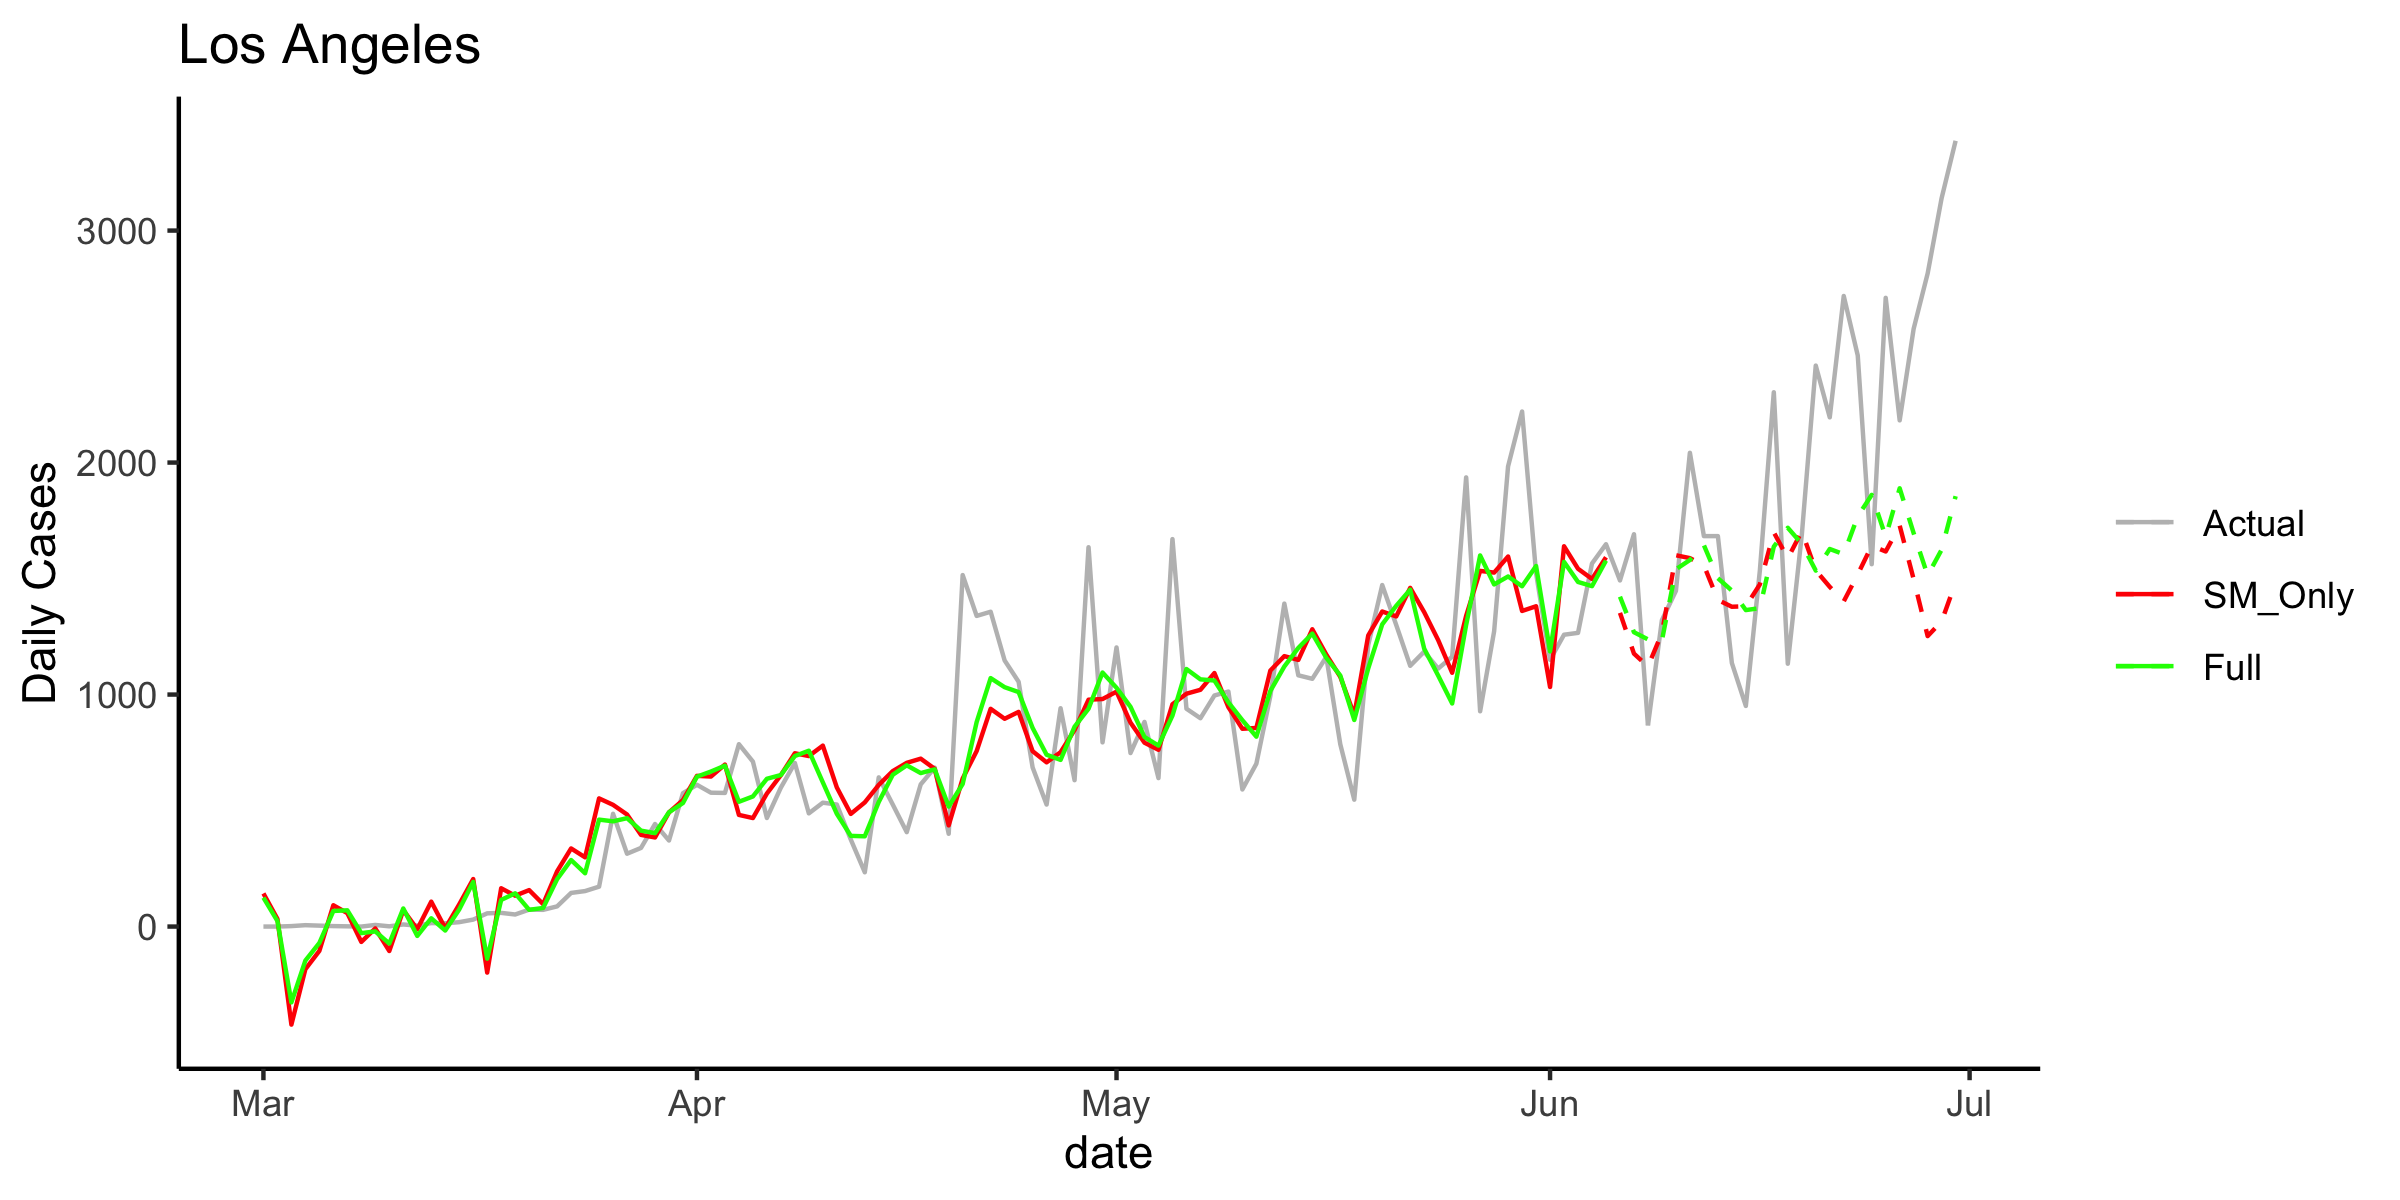 Los Angeles
Daily Cases
3000
2000
1000
0
Mar
Apr
May
Jun
Jul
date
Actual
SM_Only
Full